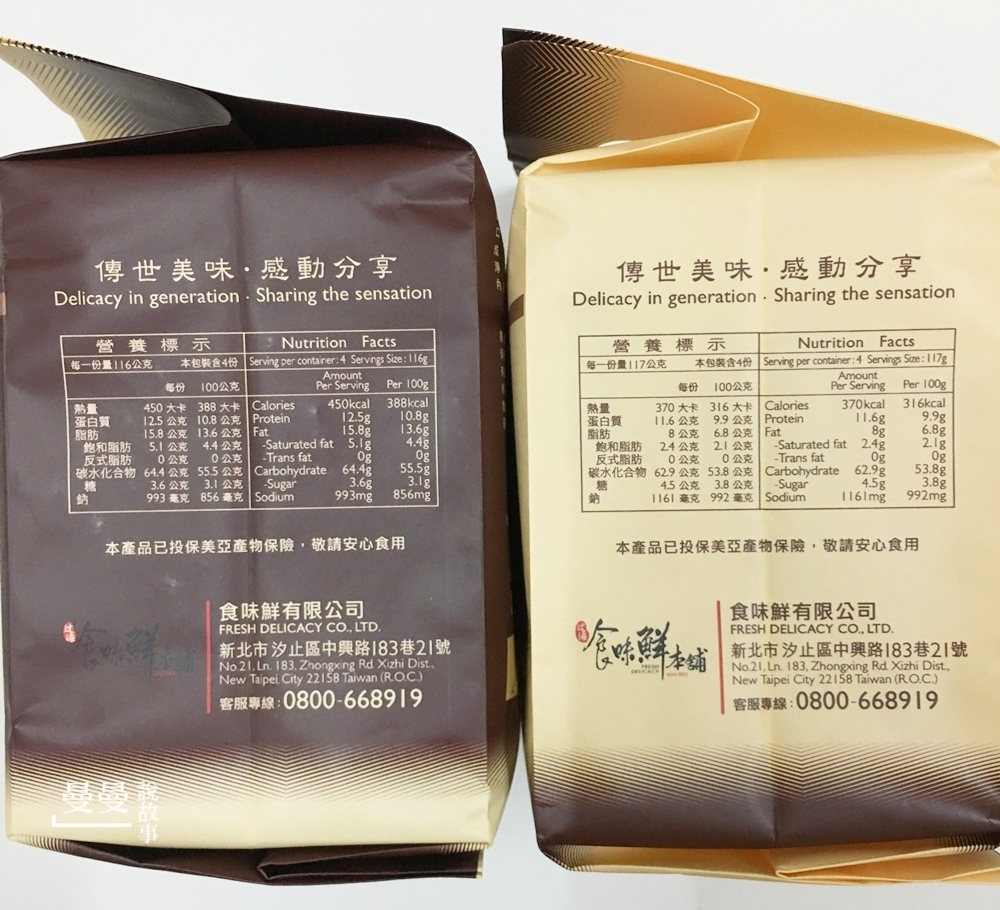 傳世美味·感動分享
Delicacy in generation · Sharing the sensation
營養標示 Nutrition Facts
每一份量116公克 本包裝含4份 Serving per container: 4 Servings Size: 116g
每份 100公克 Amount Per Serving Per 100g
熱量 450 大卡 388 大卡 Calories 450kcal 388kcal
蛋白質 12.5 公克 10.8 公克 Protein 12.5g 10.8g
脂肪 15.8 公克 13.6 公克 Fat 15.8g 13.6g
飽和脂肪 5.1 公克 4.4 公克 -Saturated fat 5.1g 4.4g
反式脂肪 0 公克 0 公克 -Trans fat 0g 0g
碳水化合物 64.4 公克 55.5 公克 Carbohydrate 64.4g 55.5g
糖 3.6 公克 3.1 公克 -Sugar 3.6g 3.1g
鈉 993 毫克 856 毫克 Sodium 993mg 856mg
本產品已投保美亞產物保險，敬請安心食用
食味鮮
食味鮮有限公司
FRESH DELICACY CO., LTD.
新北市汐止區中興路183巷21號
No.21, Ln. 183, Zhongxing Rd. Xizhi Dist.,
New Taipei City 22158 Taiwan (R.O.C.)
客服專線：0800-668919
曼曼
說故事
傳世美味·感動分享
Delicacy in generation · Sharing the sensation
營養標示 Nutrition Facts
每一份量117公克 本包裝含4份 Serving per container: 4 Servings Size: 117g
每份 100公克 Amount Per Serving Per 100g
熱量 370 大卡 316 大卡 Calories 370kcal 316kcal
蛋白質 11.6 公克 9.9 公克 Protein 11.6g 9.9g
脂肪 8 公克 6.8 公克 Fat 8g 6.8g
飽和脂肪 2.4 公克 2.1 公克 -Saturated fat 2.4g 2.1g
反式脂肪 0 公克 0 公克 -Trans fat 0g 0g
碳水化合物 62.9 公克 53.8 公克 Carbohydrate 62.9g 53.8g
糖 4.5 公克 3.8 公克 -Sugar 4.5g 3.8g
鈉 1161 毫克 992 毫克 Sodium 1161mg 992mg
本產品已投保美亞產物保險，敬請安心食用
食味鮮本舖
FRESH
DELICACY
食味鮮有限公司
FRESH DELICACY CO., LTD.
新北市汐止區中興路183巷21號
No.21, Ln. 183, Zhongxing Rd. Xizhi Dist.,
New Taipei City 22158 Taiwan (R.O.C.)
客服專線：0800-668919